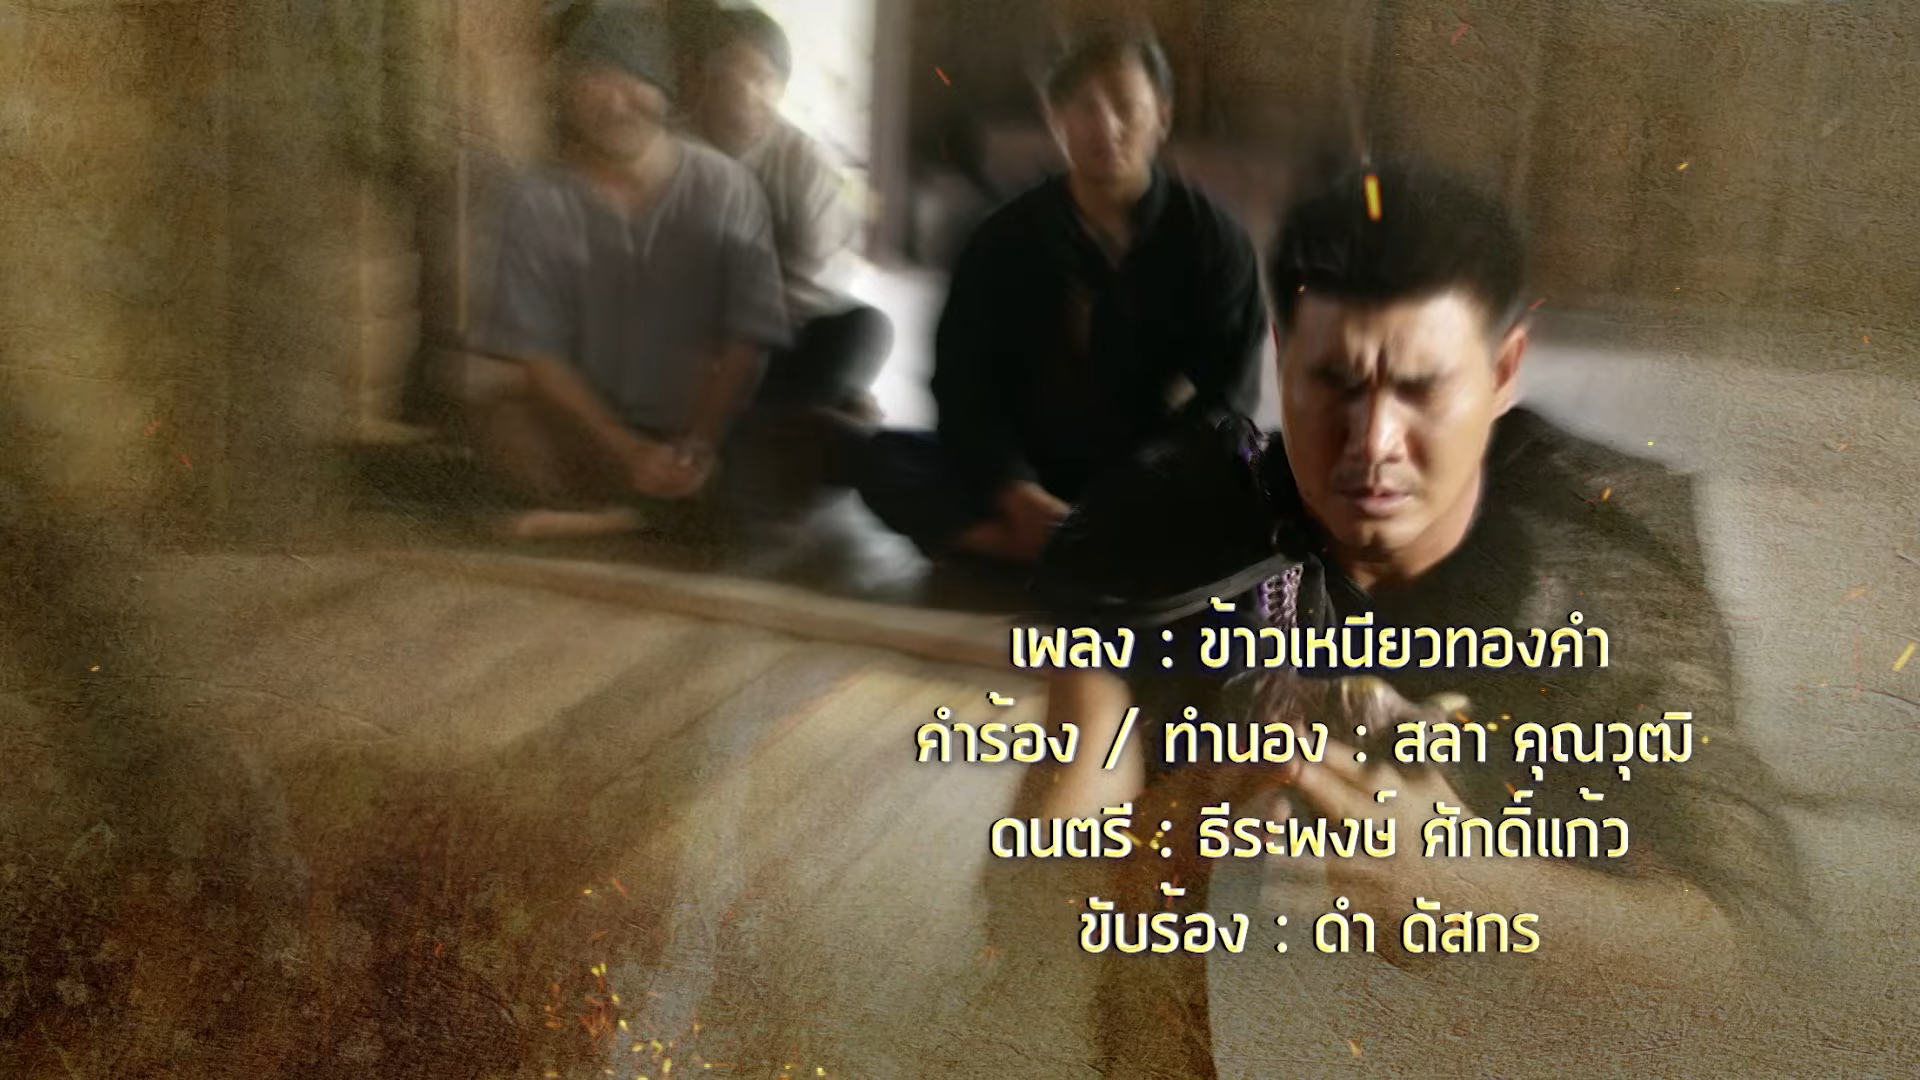 เพลง : ข้าวเหนียวทองคำ
คำร้อง / ทำนอง : สลา คุณวุฒิ
ดนตรี : ธีระพงษ์ ศักดิ์แก้ว
ขับร้อง : ดำ ดัสกร